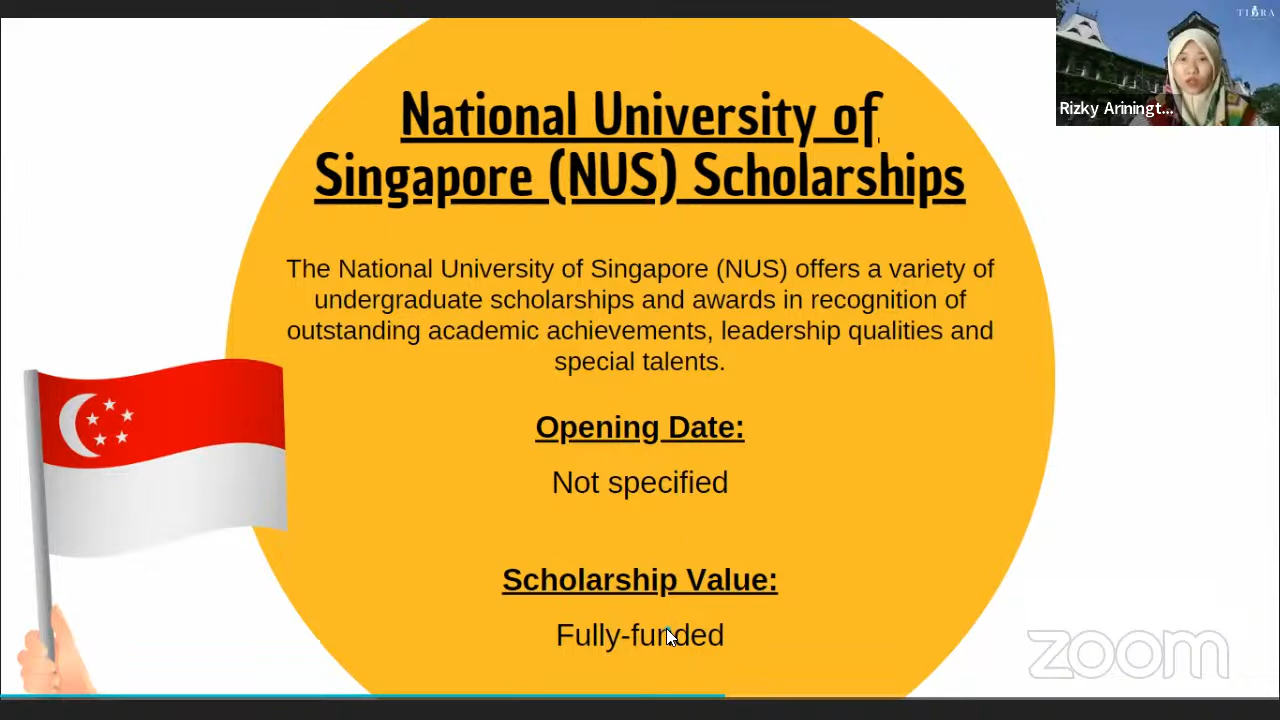 TIARA
Rizky Ariningt...
National University of
Singapore (NUS) Scholarships
The National University of Singapore (NUS) offers a variety of
undergraduate scholarships and awards in recognition of
outstanding academic achievements, leadership qualities and
special talents.
Opening Date:
Not specified
Scholarship Value:
Fully-funded
zoom